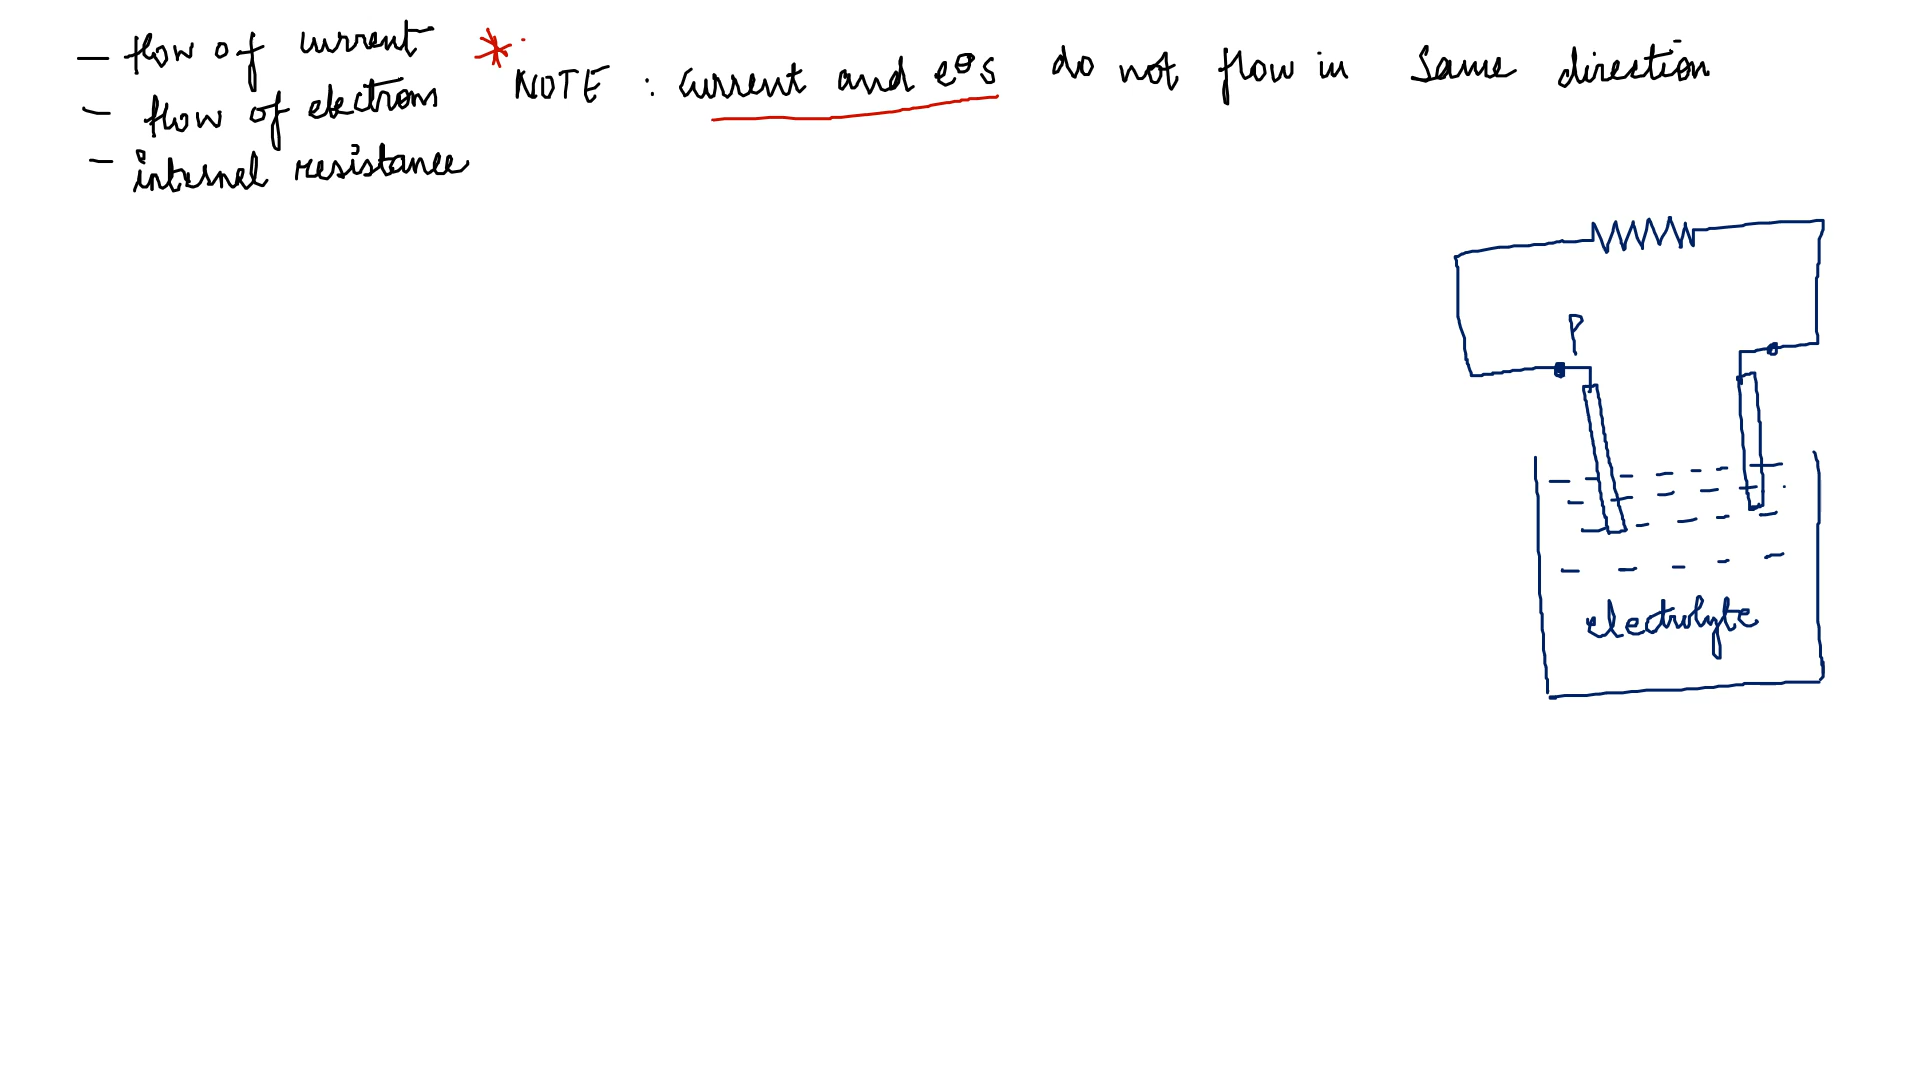 — flow of current
— flow of electrons
— internal resistance
* NOTE : current and e⊖s do not flow in same direction
P
electrolyte